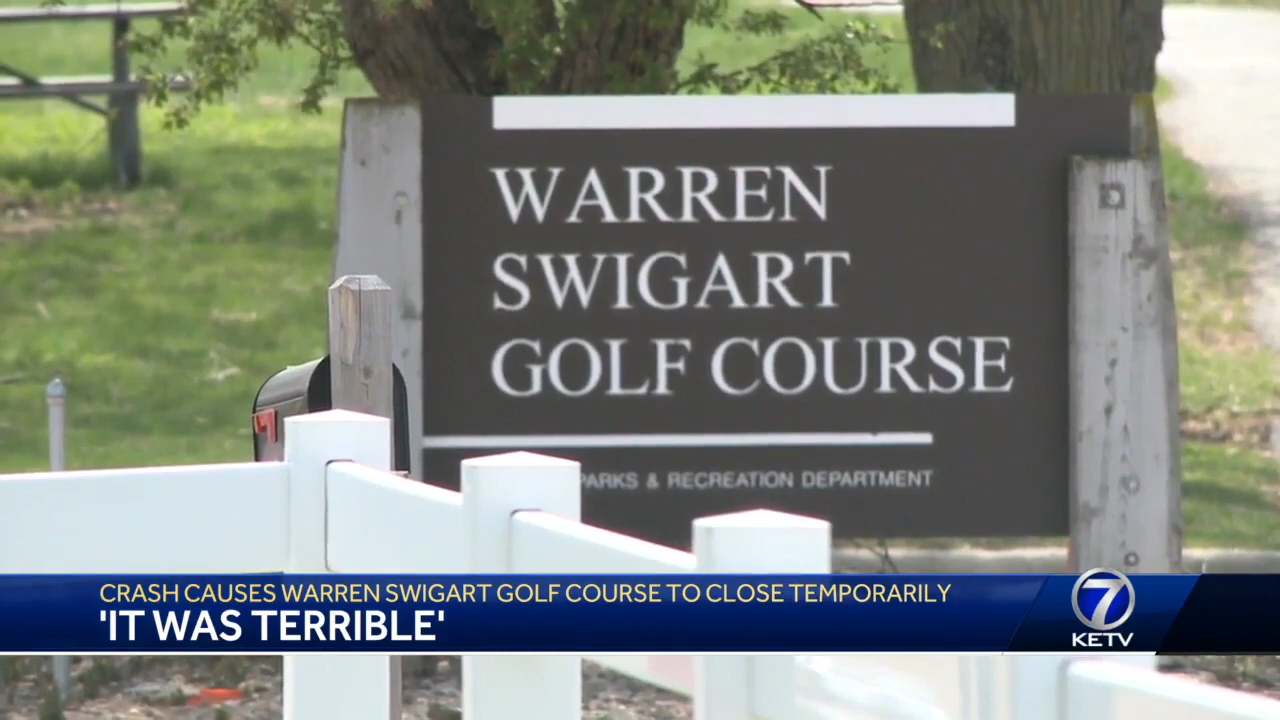 WARREN
SWIGART
GOLF COURSE
PARKS & RECREATION DEPARTMENT
CRASH CAUSES WARREN SWIGART GOLF COURSE TO CLOSE TEMPORARILY
'IT WAS TERRIBLE'
7
KETV